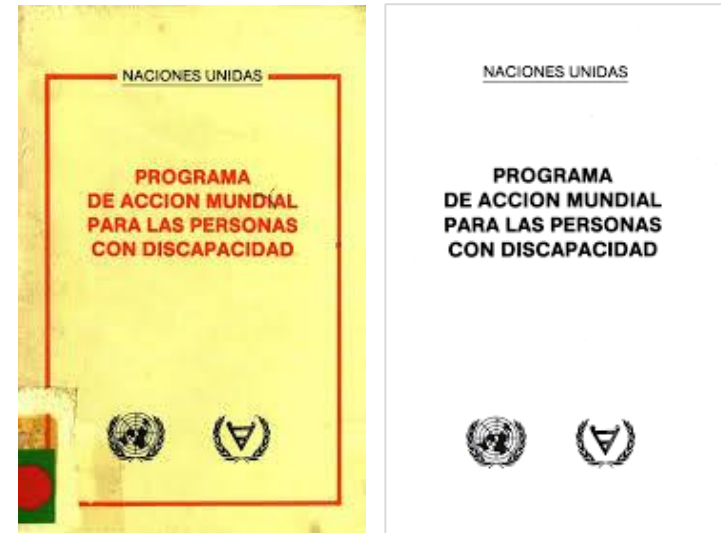 NACIONES UNIDAS
PROGRAMA
DE ACCION MUNDIAL
PARA LAS PERSONAS
CON DISCAPACIDAD
NACIONES UNIDAS
PROGRAMA
DE ACCION MUNDIAL
PARA LAS PERSONAS
CON DISCAPACIDAD